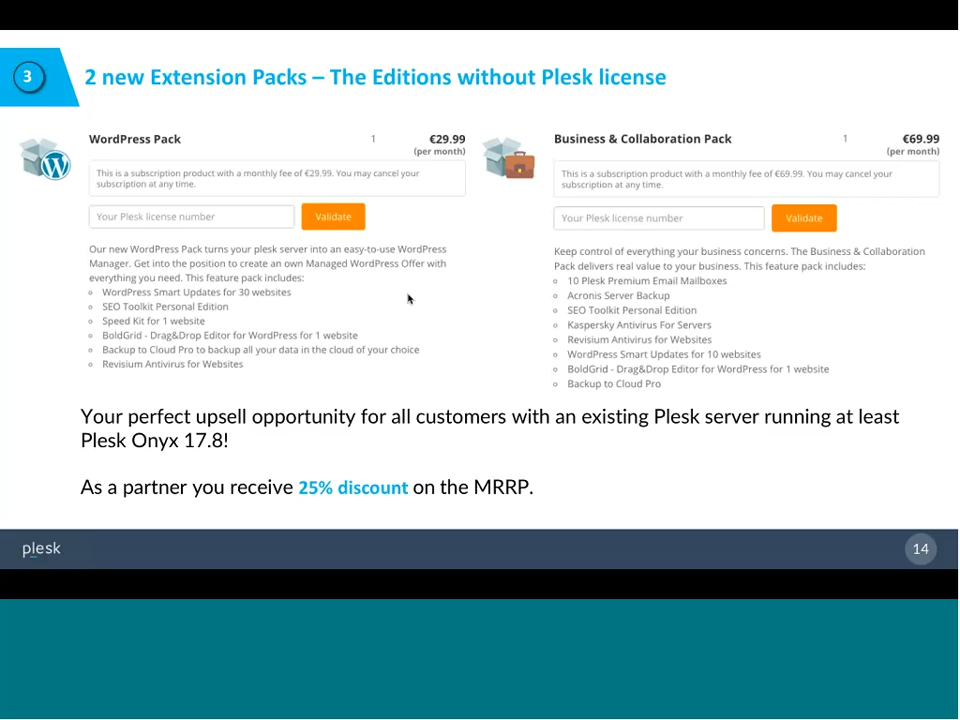 3
2 new Extension Packs – The Editions without Plesk license
WordPress Pack 1 €29.99
(per month)
This is a subscription product with a monthly fee of €29.99. You may cancel your
subscription at any time.
Your Plesk license number Validate
Our new WordPress Pack turns your plesk server into an easy-to-use WordPress
Manager. Get into the position to create an own Managed WordPress Offer with
everything you need. This feature pack includes:
WordPress Smart Updates for 30 websites
SEO Toolkit Personal Edition
Speed Kit for 1 website
BoldGrid - Drag&Drop Editor for WordPress for 1 website
Backup to Cloud Pro to backup all your data in the cloud of your choice
Revisium Antivirus for Websites
Business & Collaboration Pack 1 €69.99
(per month)
This is a subscription product with a monthly fee of €69.99. You may cancel your
subscription at any time.
Your Plesk license number Validate
Keep control of everything your business concerns. The Business & Collaboration
Pack delivers real value to your business. This feature pack includes:
10 Plesk Premium Email Mailboxes
Acronis Server Backup
SEO Toolkit Personal Edition
Kaspersky Antivirus For Servers
Revisium Antivirus for Websites
WordPress Smart Updates for 10 websites
BoldGrid - Drag&Drop Editor for WordPress for 1 website
Backup to Cloud Pro
Your perfect upsell opportunity for all customers with an existing Plesk server running at least
Plesk Onyx 17.8!
As a partner you receive 25% discount on the MRRP.
plesk
14